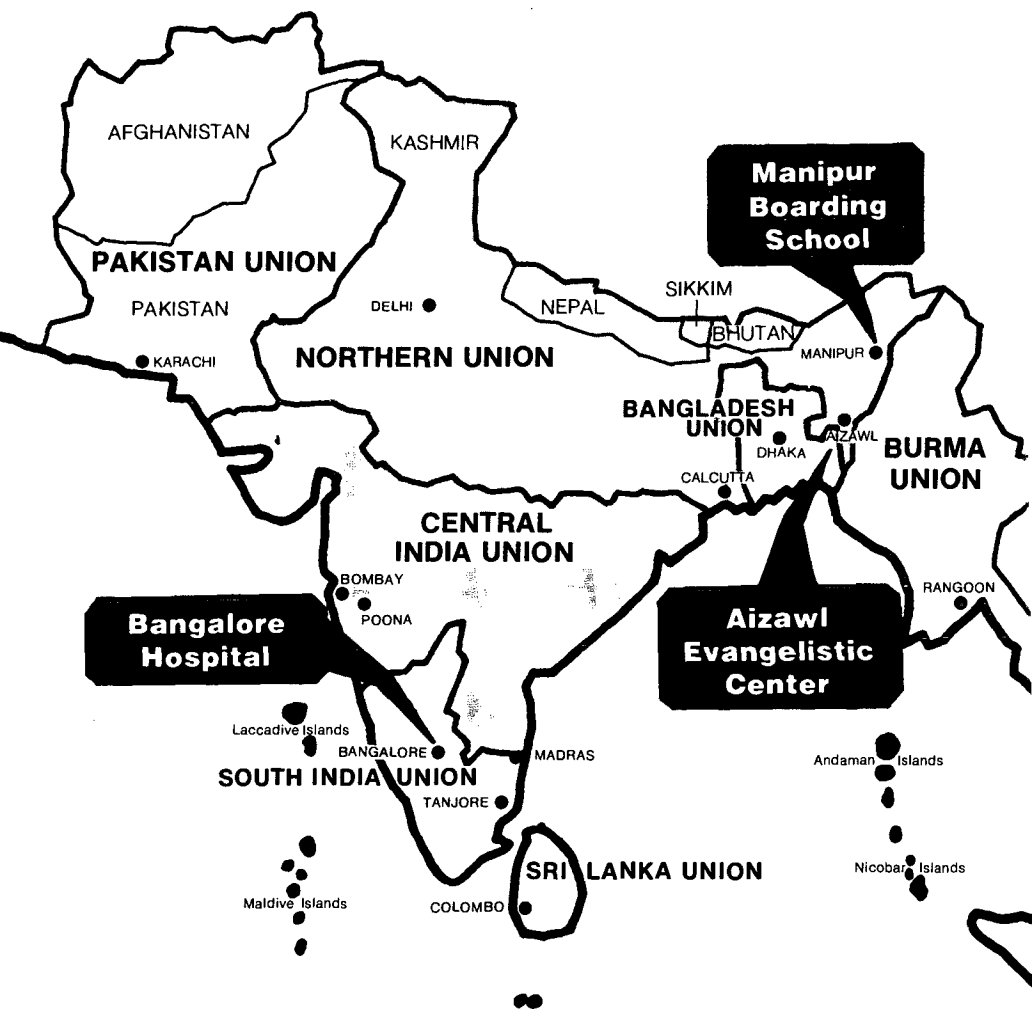 AFGHANISTAN
KASHMIR
Manipur
Boarding
School
PAKISTAN UNION
PAKISTAN
DELHI
NEPAL
SIKKIM
BHUTAN
KARACHI
NORTHERN UNION
MANIPUR
BANGLADESH
UNION
DHAKA
AIZAWL
BURMA
UNION
CALCUTTA
CENTRAL
INDIA UNION
BOMBAY
POONA
RANGOON
Bangalore
Hospital
Aizawl
Evangelistic
Center
Laccadive Islands
BANGALORE
MADRAS
Andaman Islands
SOUTH INDIA UNION
TANJORE
SRI LANKA UNION
Nicobar Islands
Maldive Islands
COLOMBO